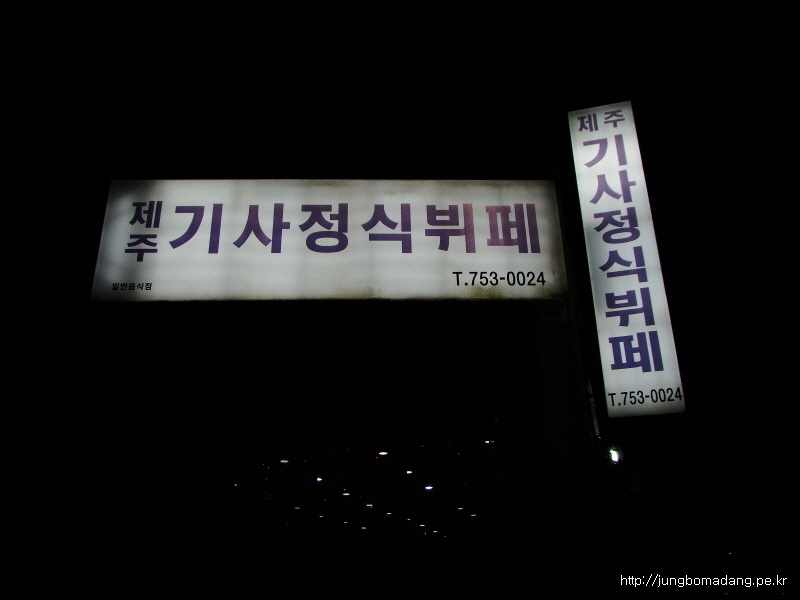 제주 기사정식뷔페
일반음식점
T.753-0024
제주
기사정식뷔페
T.753-0024
http://jungbomadang.pe.kr